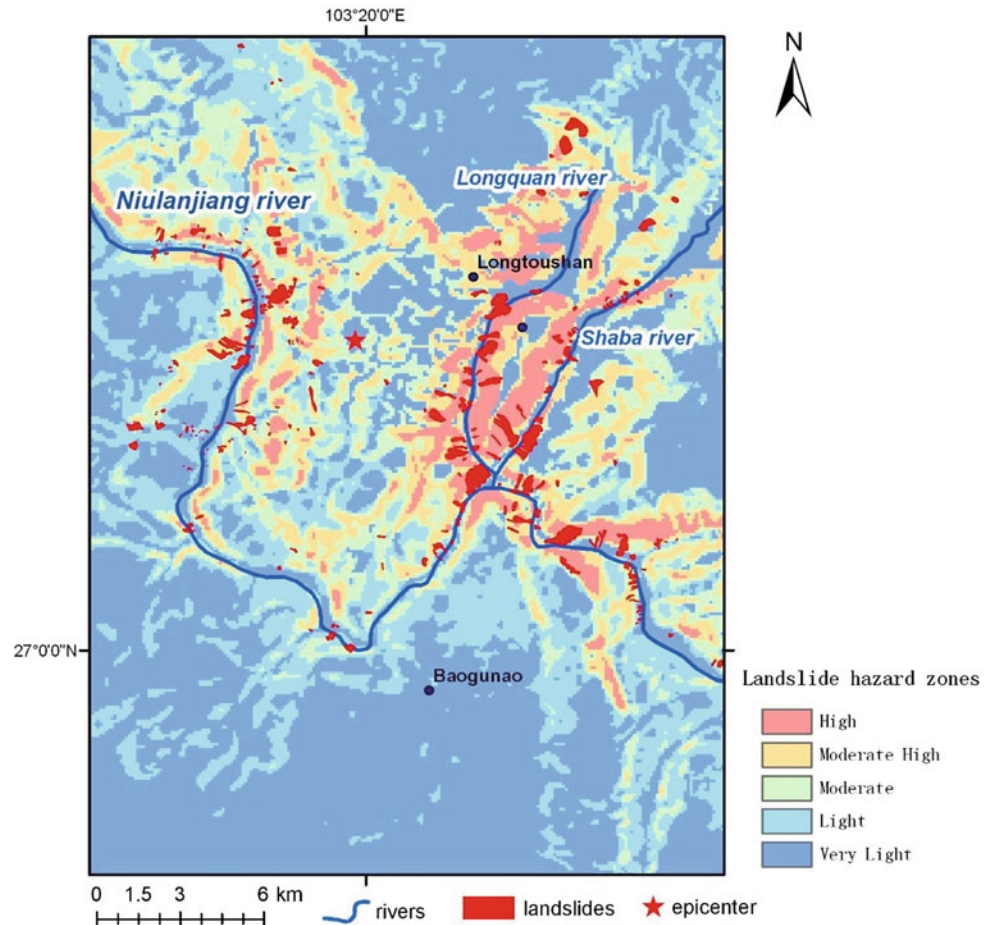 103°20'0"E
N
Longquan river
Niulanjiang river
Longtoushan
Shaba river
27°0'0"N
Baogunao
Landslide hazard zones
High
Moderate High
Moderate
Light
Very Light
0 1.5 3 6 km
rivers landslides epicenter